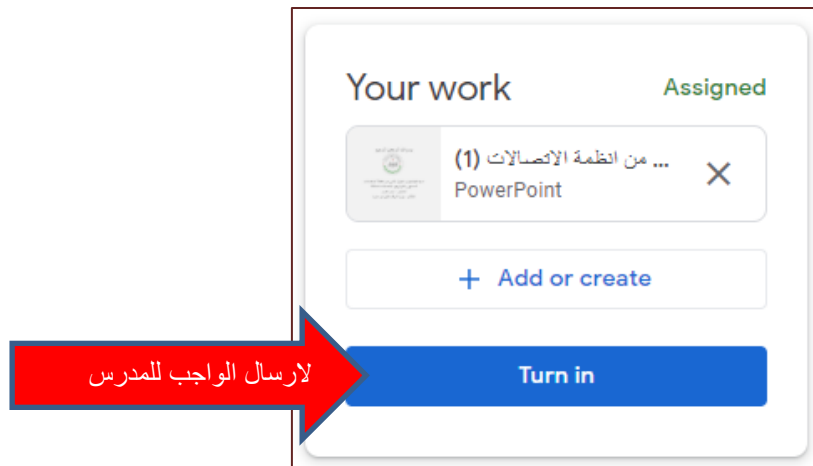 Your work
Assigned
... من انظمة الاتصالات (1)
PowerPoint
+ Add or create
لارسال الواجب للمدرس
Turn in